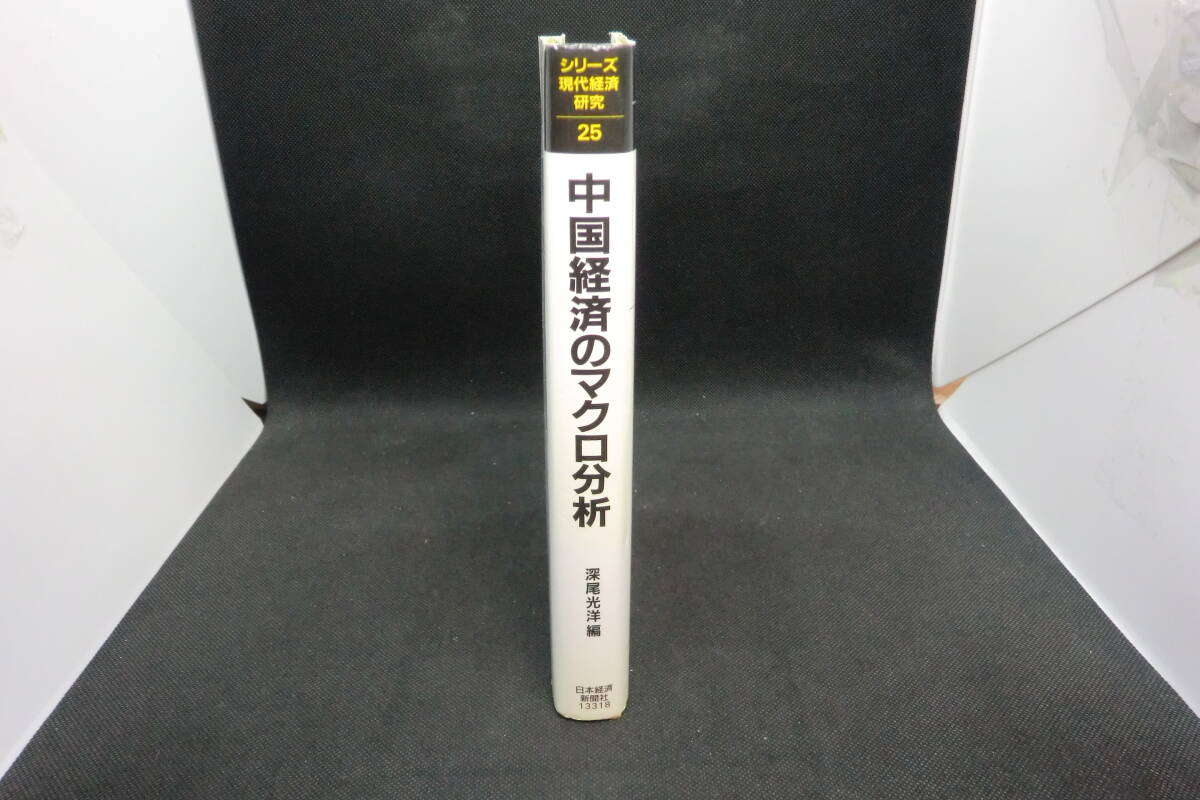 シリーズ
現代経済
研究
25
中国経済のマクロ分析
深尾光洋編
日本経済
新聞社
13318